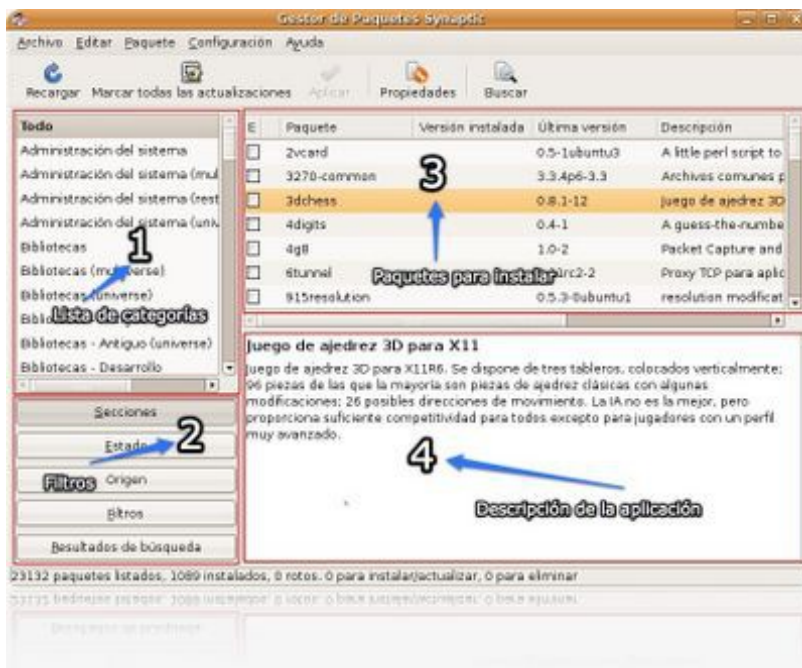 Gestor de Paquetes Synaptic
Archivo Editar Paquete Configuración Ayuda
Recargar Marcar todas las actualizaciones Aplicar Propiedades Buscar
Todo
Administración del sistema
Administración del sistema (mul
Administración del sistema (rest
Administración del sistema (univ
Bibliotecas
Bibliotecas (multiverse)
Bibliotecas (universe)
Bibliotecas - Antiguo (universe)
Bibliotecas - Desarrollo
1
Lista de categorías
Secciones
Estado
Origen
Filtros
Resultados de búsqueda
2
Filtros
E Paquete Versión instalada Última versión Descripción
2vcard 0.5-1ubuntu3 A little perl script to
3270-common 3.3.4p6-3.3 Archivos comunes p
3dchess 0.8.1-12 Juego de ajedrez 3D
4digits 0.4-1 A guess-the-numbe
4g8 1.0-2 Packet Capture and
6tunnel rc2-2 Proxy TCP para aplic
915resolution 0.5.3-0ubuntu1 resolution modificat
3
Paquetes para instalar
Juego de ajedrez 3D para X11
Juego de ajedrez 3D para X11R6. Se dispone de tres tableros, colocados verticalmente;
96 piezas de las que la mayoría son piezas de ajedrez clásicas con algunas
modificaciones; 26 posibles direcciones de movimiento. La IA no es la mejor, pero
proporciona suficiente competitividad para todos excepto para jugadores con un perfil
muy avanzado.
4
Descripción de la aplicación
23132 paquetes listados, 1089 instalados, 0 rotos. 0 para instalar/actualizar, 0 para eliminar